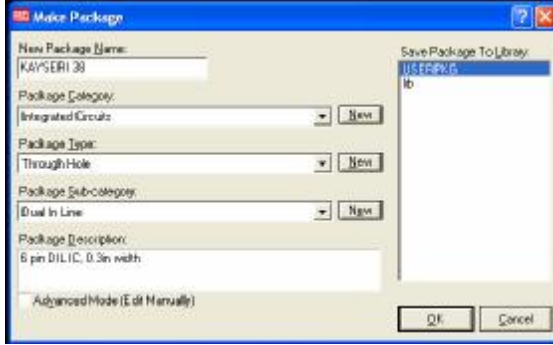 Make Package
New Package Name:
KAYSERI 38
Package Category:
Integrated Circuits
New
Package Type:
Through Hole
New
Package Sub-category:
Dual In Line
New
Package Description:
6 pin DIL IC, 0.3in width
Advanced Mode (Edit Manually)
Save Package To Library:
USERPKG
lib
OK
Cancel